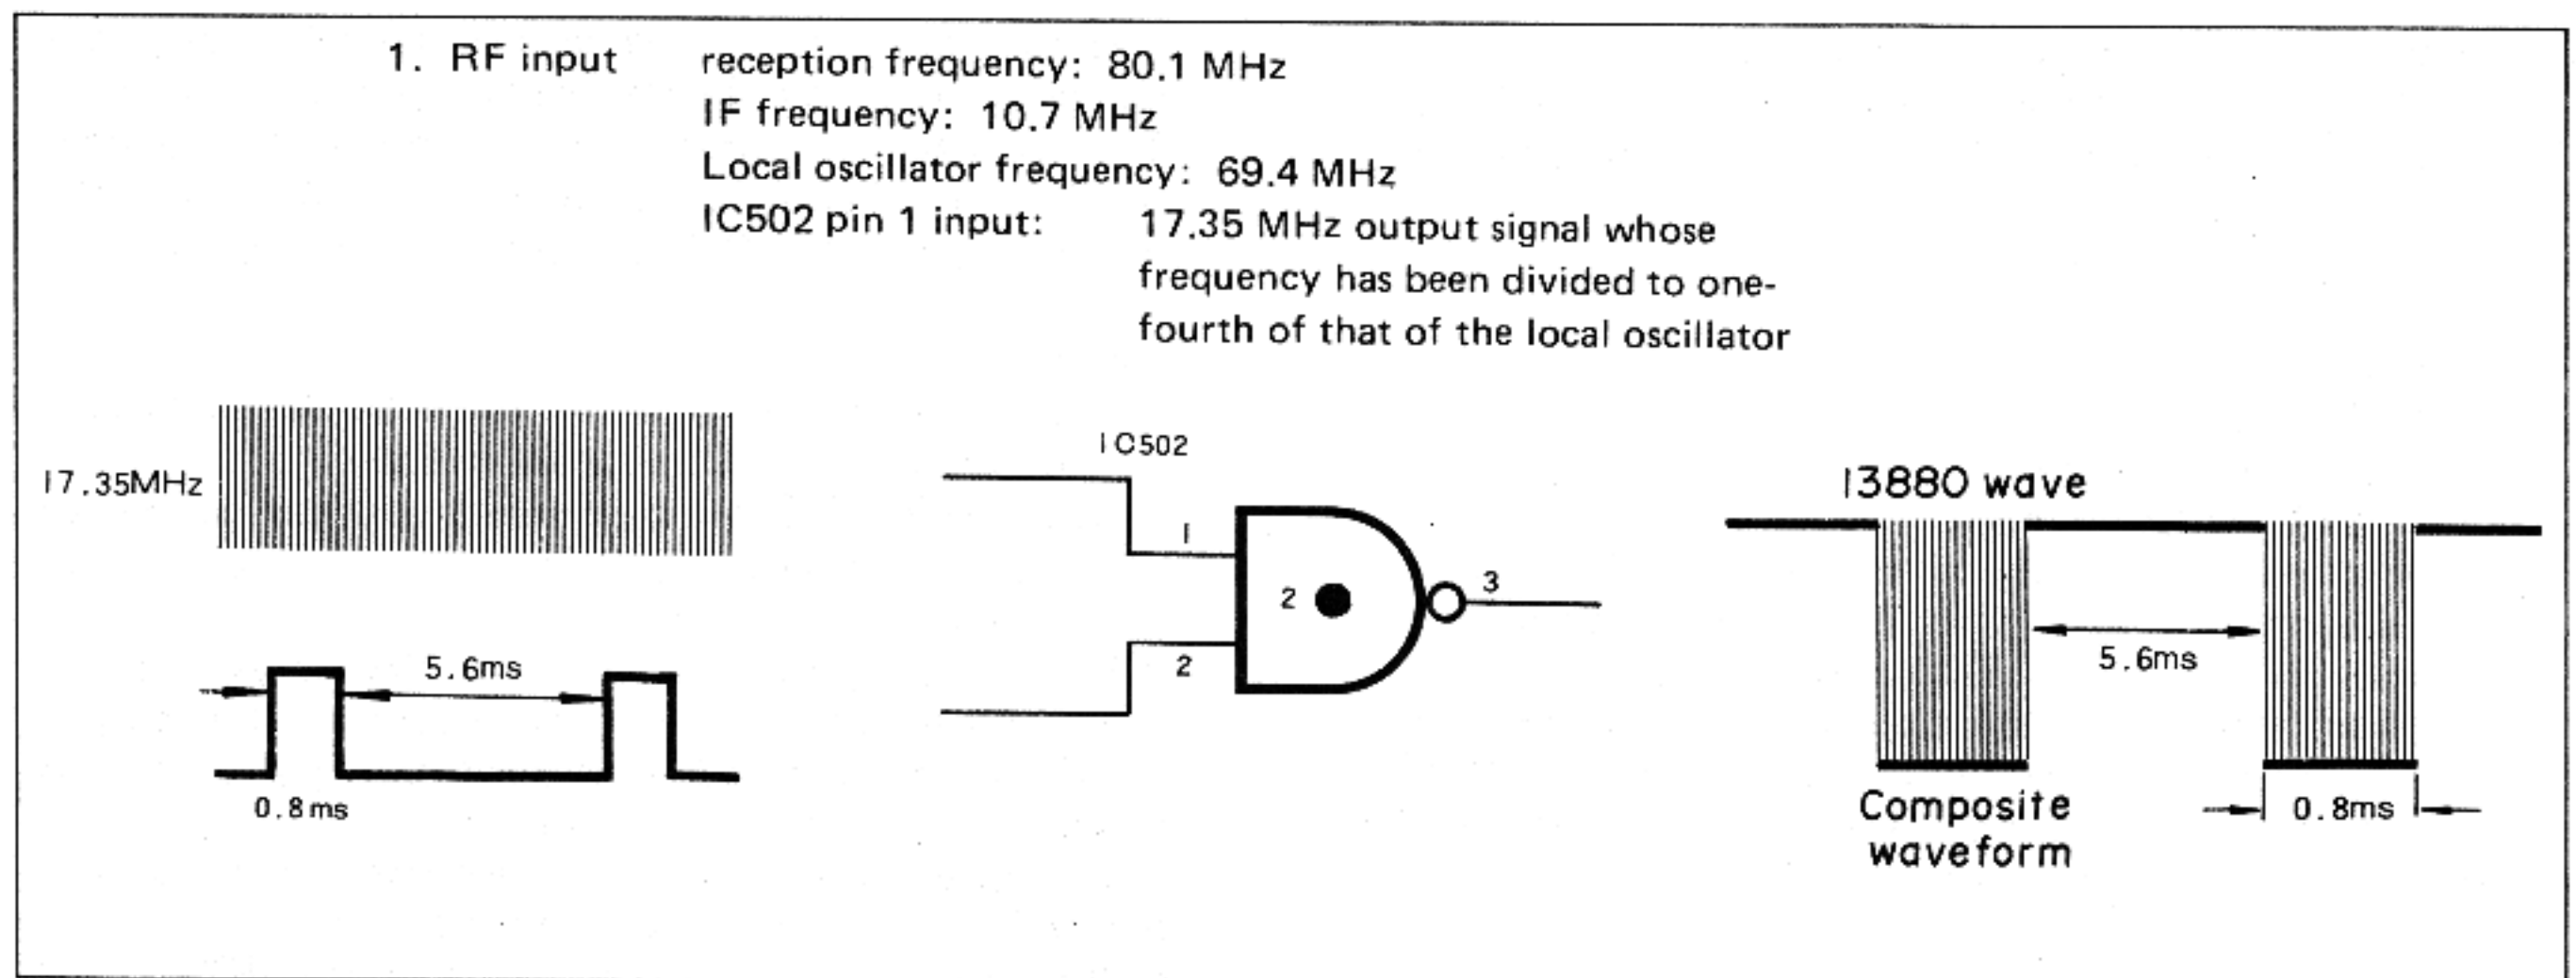 1. RF input reception frequency: 80.1 MHz
IF frequency: 10.7 MHz
Local oscillator frequency: 69.4 MHz
IC502 pin 1 input: 17.35 MHz output signal whose
frequency has been divided to one-
fourth of that of the local oscillator
17.35MHz
5.6ms
0.8ms
IC502
1
2
2
3
13880 wave
5.6ms
Composite
waveform
0.8ms